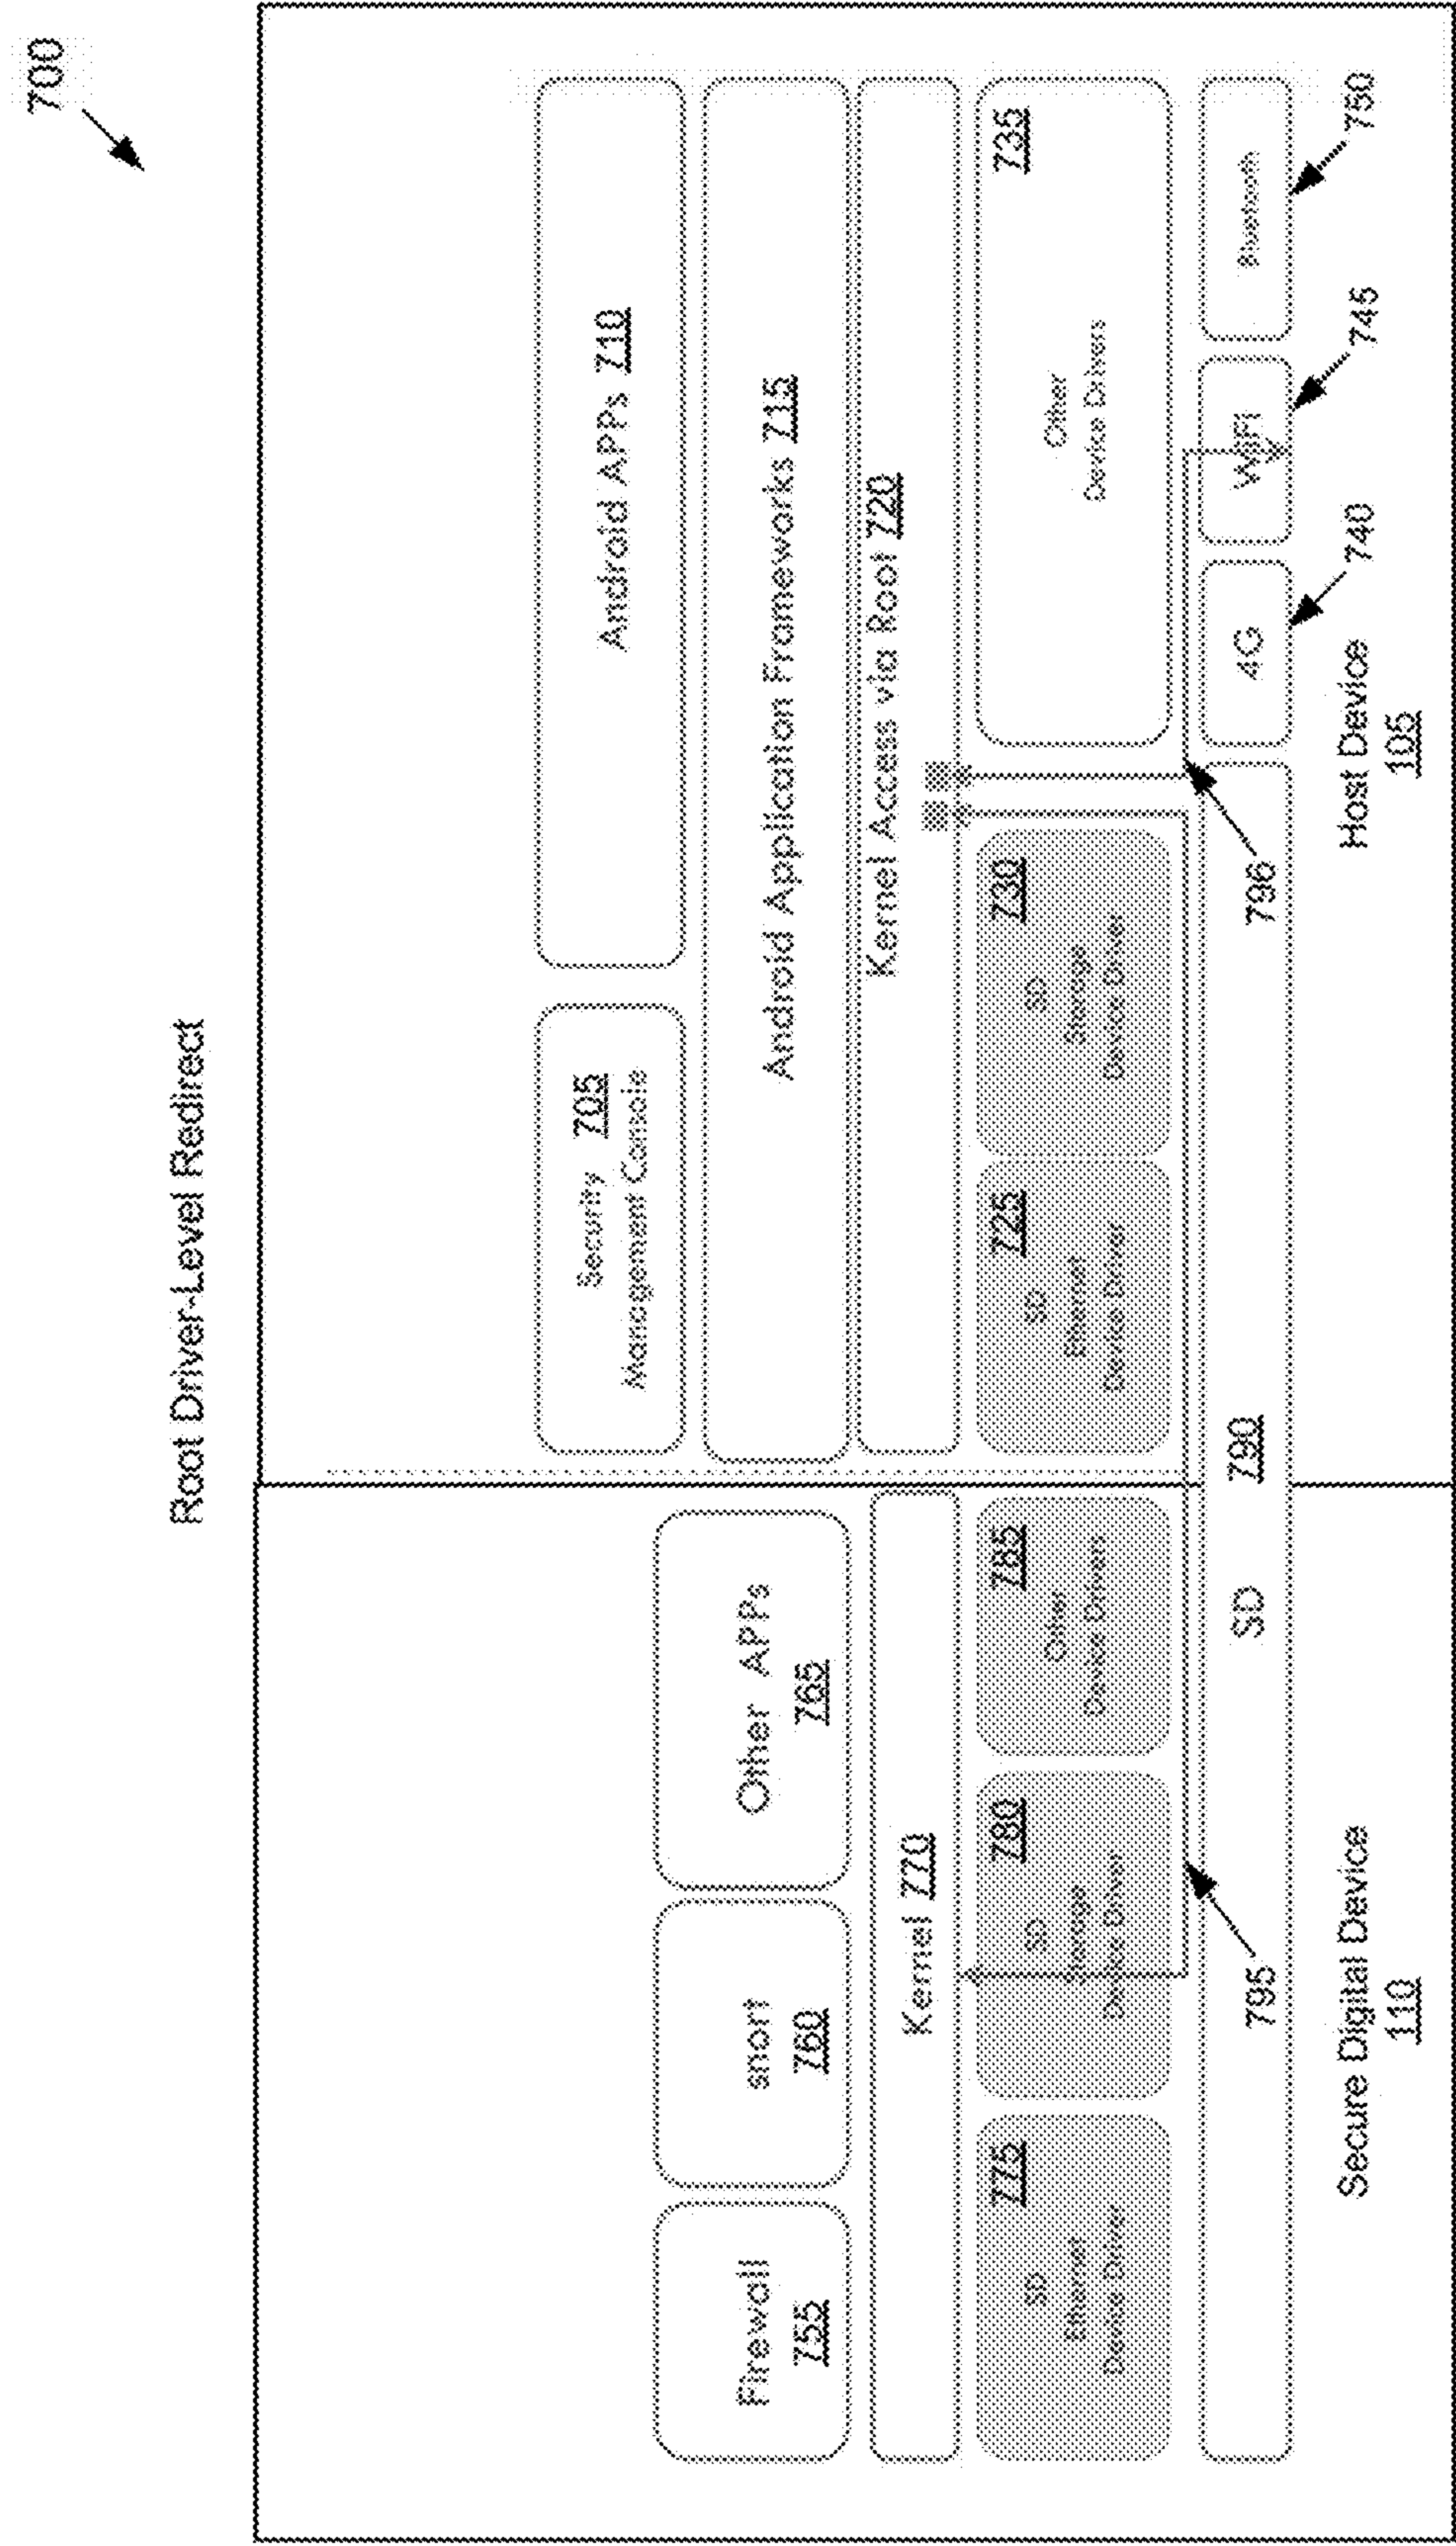 700
Root Driver-Level Redirect
Firewall
755
snort
760
Other APPs
765
Kernel 770
775
SD
Ethernet
Device Driver
780
SD
Storage
Device Driver
785
Other
Device Drivers
795
Secure Digital Device
110
Security 705
Management Console
Android APPs 710
Android Application Frameworks 715
Kernel Access via Root 720
725
SD
Ethernet
Device Driver
730
SD
Storage
Device Driver
735
Other
Device Drivers
SD 790
796
4G
WiFi
Bluetooth
740
745
750
Host Device
105